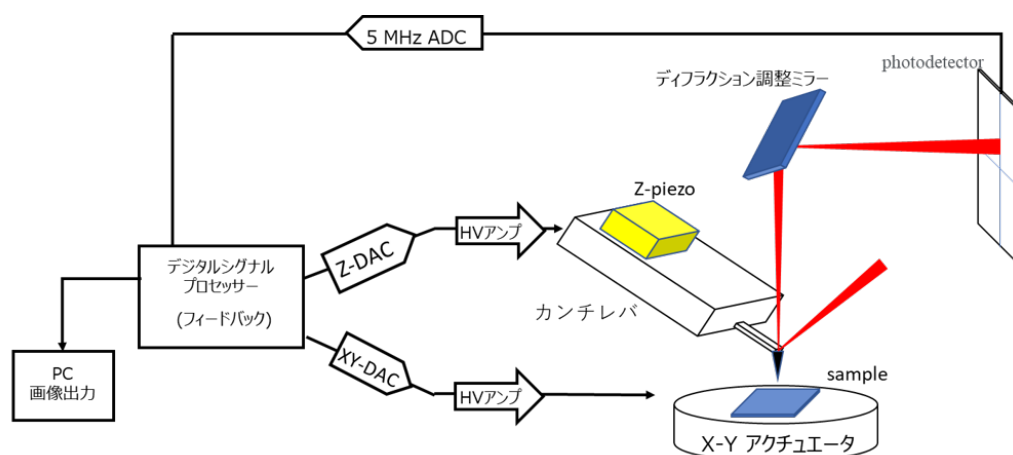 5 MHz ADC
photodetector
ディフラクション調整ミラー
Z-piezo
HVアンプ
Z-DAC
デジタルシグナル
プロセッサー
(フィードバック)
カンチレバ
XY-DAC
PC
画像出力
HVアンプ
sample
X-Y アクチュエータ